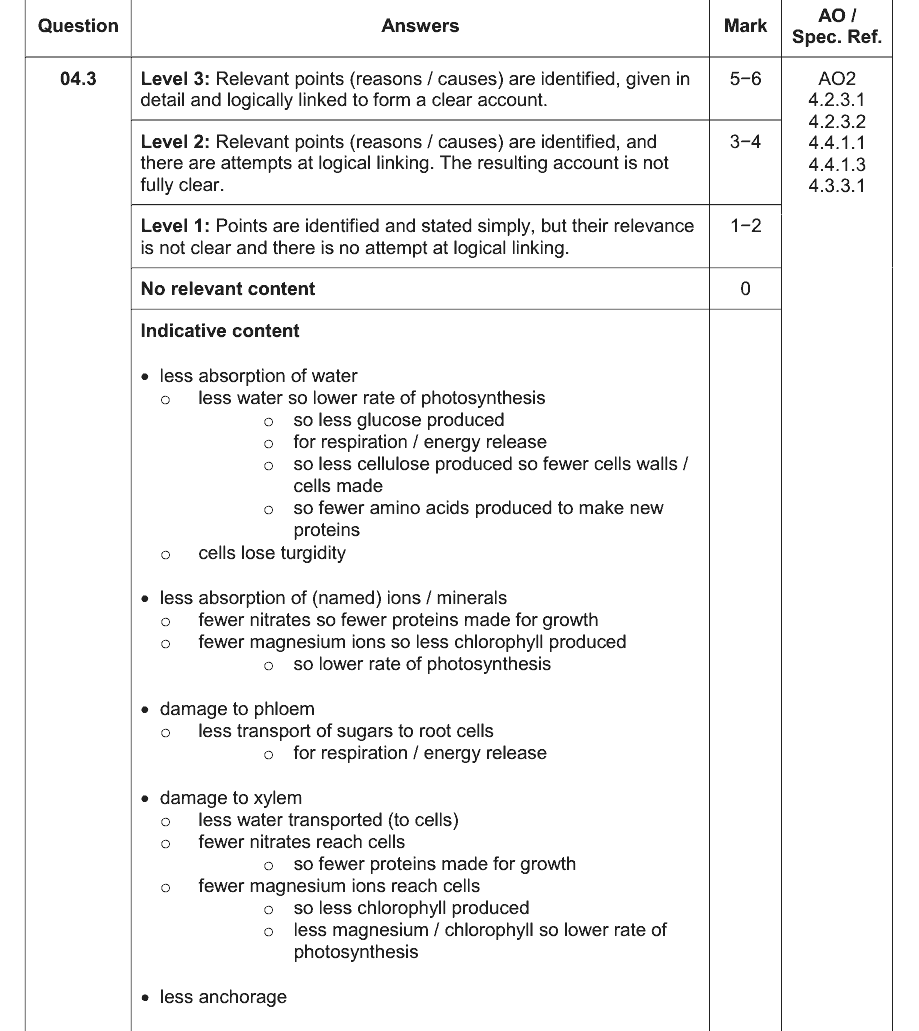 Question Answers Mark AO /
Spec. Ref.
04.3 Level 3: Relevant points (reasons / causes) are identified, given in 5–6 AO2
detail and logically linked to form a clear account. 4.2.3.1
4.2.3.2
Level 2: Relevant points (reasons / causes) are identified, and 3–4 4.4.1.1
there are attempts at logical linking. The resulting account is not 4.4.1.3
fully clear. 4.3.3.1
Level 1: Points are identified and stated simply, but their relevance 1–2
is not clear and there is no attempt at logical linking.
No relevant content 0
Indicative content
• less absorption of water
o less water so lower rate of photosynthesis
o so less glucose produced
o for respiration / energy release
o so less cellulose produced so fewer cells walls /
cells made
o so fewer amino acids produced to make new
proteins
o cells lose turgidity
• less absorption of (named) ions / minerals
o fewer nitrates so fewer proteins made for growth
o fewer magnesium ions so less chlorophyll produced
o so lower rate of photosynthesis
• damage to phloem
o less transport of sugars to root cells
o for respiration / energy release
• damage to xylem
o less water transported (to cells)
o fewer nitrates reach cells
o so fewer proteins made for growth
o fewer magnesium ions reach cells
o so less chlorophyll produced
o less magnesium / chlorophyll so lower rate of
photosynthesis
• less anchorage